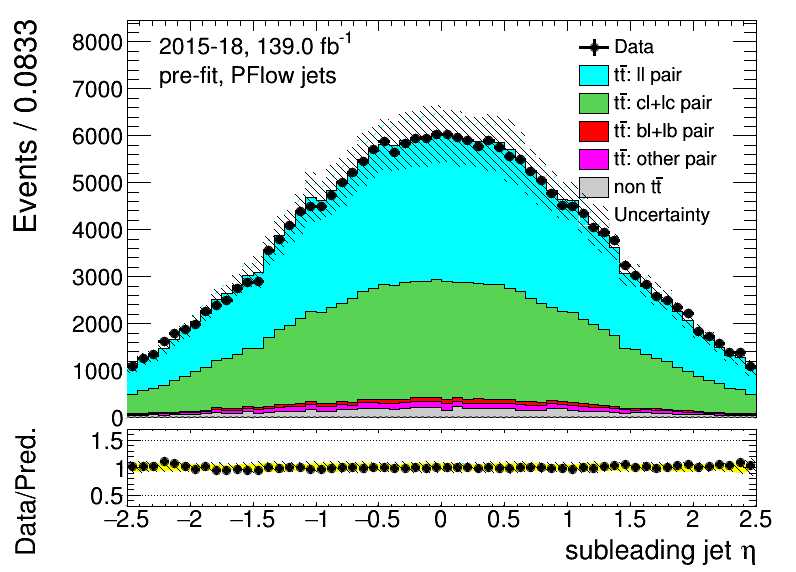 Events / 0.0833
8000
7000
6000
5000
4000
3000
2000
1000
0
2015-18, 139.0 fb⁻¹
pre-fit, PFlow jets
Data
tt̄: ll pair
tt̄: cl+lc pair
tt̄: bl+lb pair
tt̄: other pair
non tt̄
Uncertainty
Data/Pred.
1.5
1
0.5
−2.5 −2 −1.5 −1 −0.5 0 0.5 1 1.5 2 2.5
subleading jet η